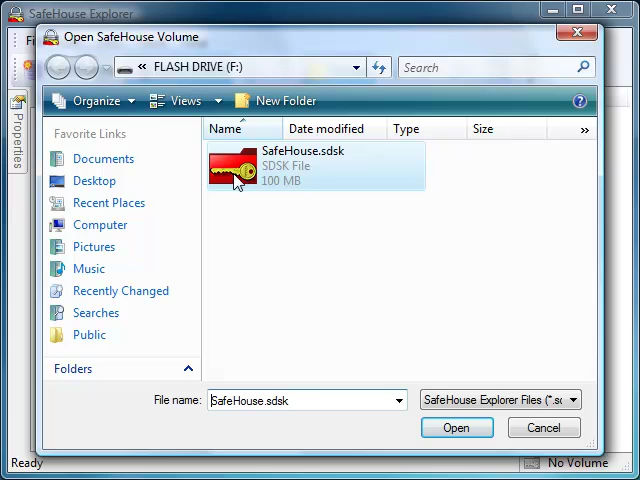 SafeHouse Explorer
Open SafeHouse Volume
« FLASH DRIVE (F:)
Search
Organize
Views
New Folder
Properties
Favorite Links
Name
Date modified
Type
Size
»
Documents
Desktop
Recent Places
Computer
Pictures
Music
Recently Changed
Searches
Public
Folders
SafeHouse.sdsk
SDSK File
100 MB
File name:
SafeHouse.sdsk
SafeHouse Explorer Files (*.sc
Open
Cancel
Ready
No Volume